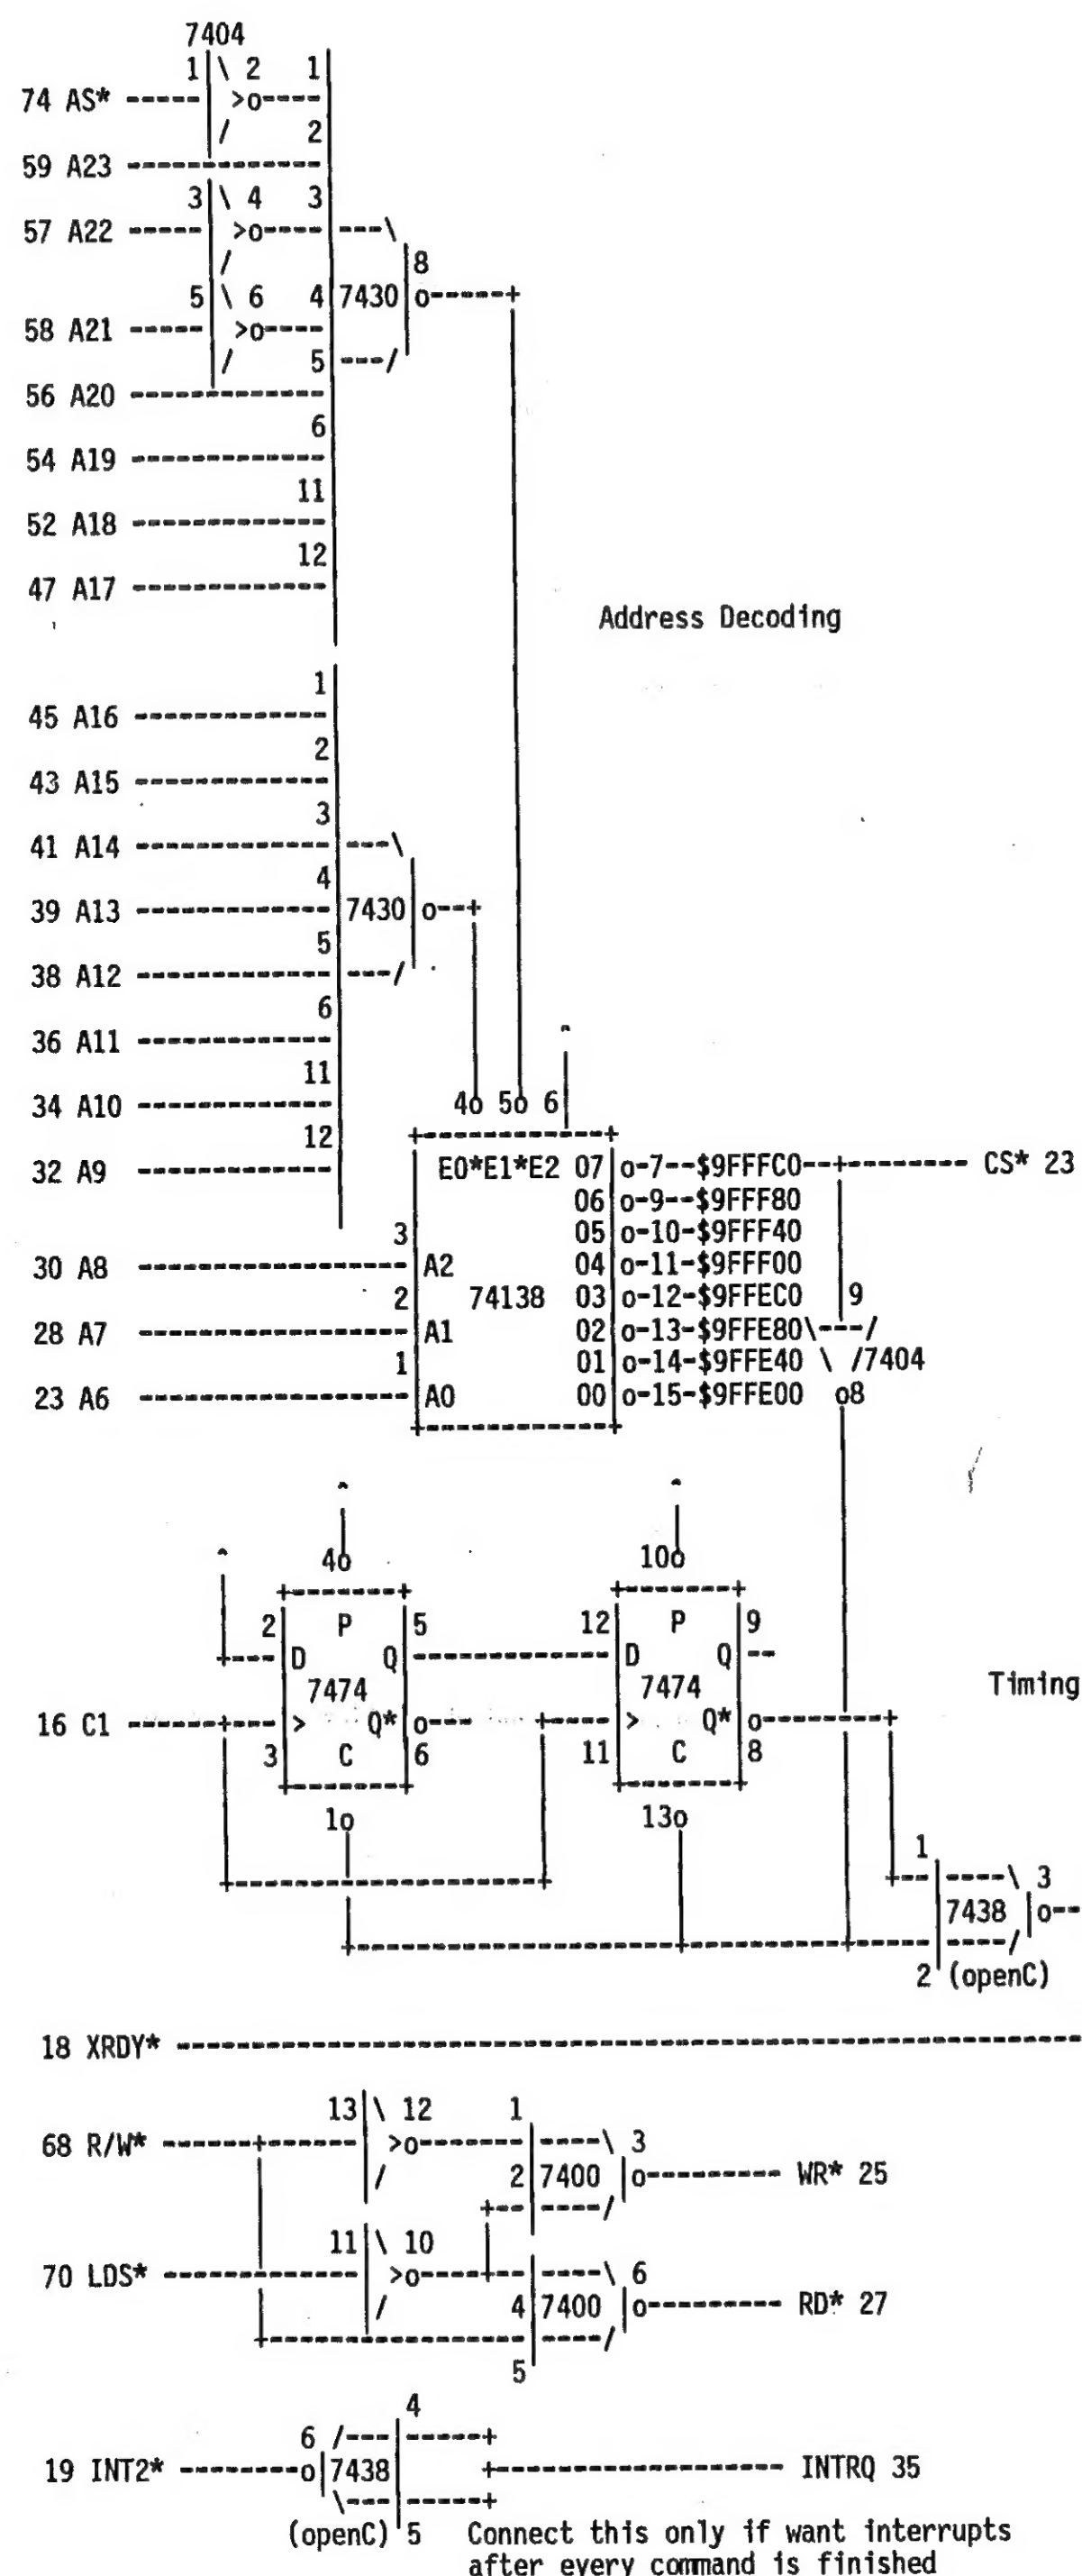 7404
1 2 1
74 AS*
2
59 A23
3 4 3
57 A22
8
5 6 4 7430
58 A21
5
56 A20
6
54 A19
11
52 A18
12
47 A17
Address Decoding
1
45 A16
2
43 A15
3
41 A14
4
39 A13 7430
5
38 A12
6
36 A11
11
34 A10 4o 5o 6
12
32 A9 E0*E1*E2 07 o-7--$9FFFC0--+-------- CS* 23
06 o-9--$9FFF80
3 05 o-10-$9FFF40
30 A8 A2 04 o-11-$9FFF00
2 74138 03 o-12-$9FFEC0 9
28 A7 A1 02 o-13-$9FFE80
1 01 o-14-$9FFE40 7404
23 A6 A0 00 o-15-$9FFE00 o8
4o 10o
2 P 5 12 P 9
D Q D Q
7474 7474 Timing
16 C1 > Q* o > Q* o
3 C 6 11 C 8
1o 13o
1
3
7438 o
2 (openC)
18 XRDY*
13 12 1
68 R/W* >o 3
2 7400 o WR* 25
11 10
70 LDS* >o 6
4 7400 o RD* 27
5
4
6
19 INT2* o 7438 INTRQ 35
(openC) 5 Connect this only if want interrupts
after every command is finished